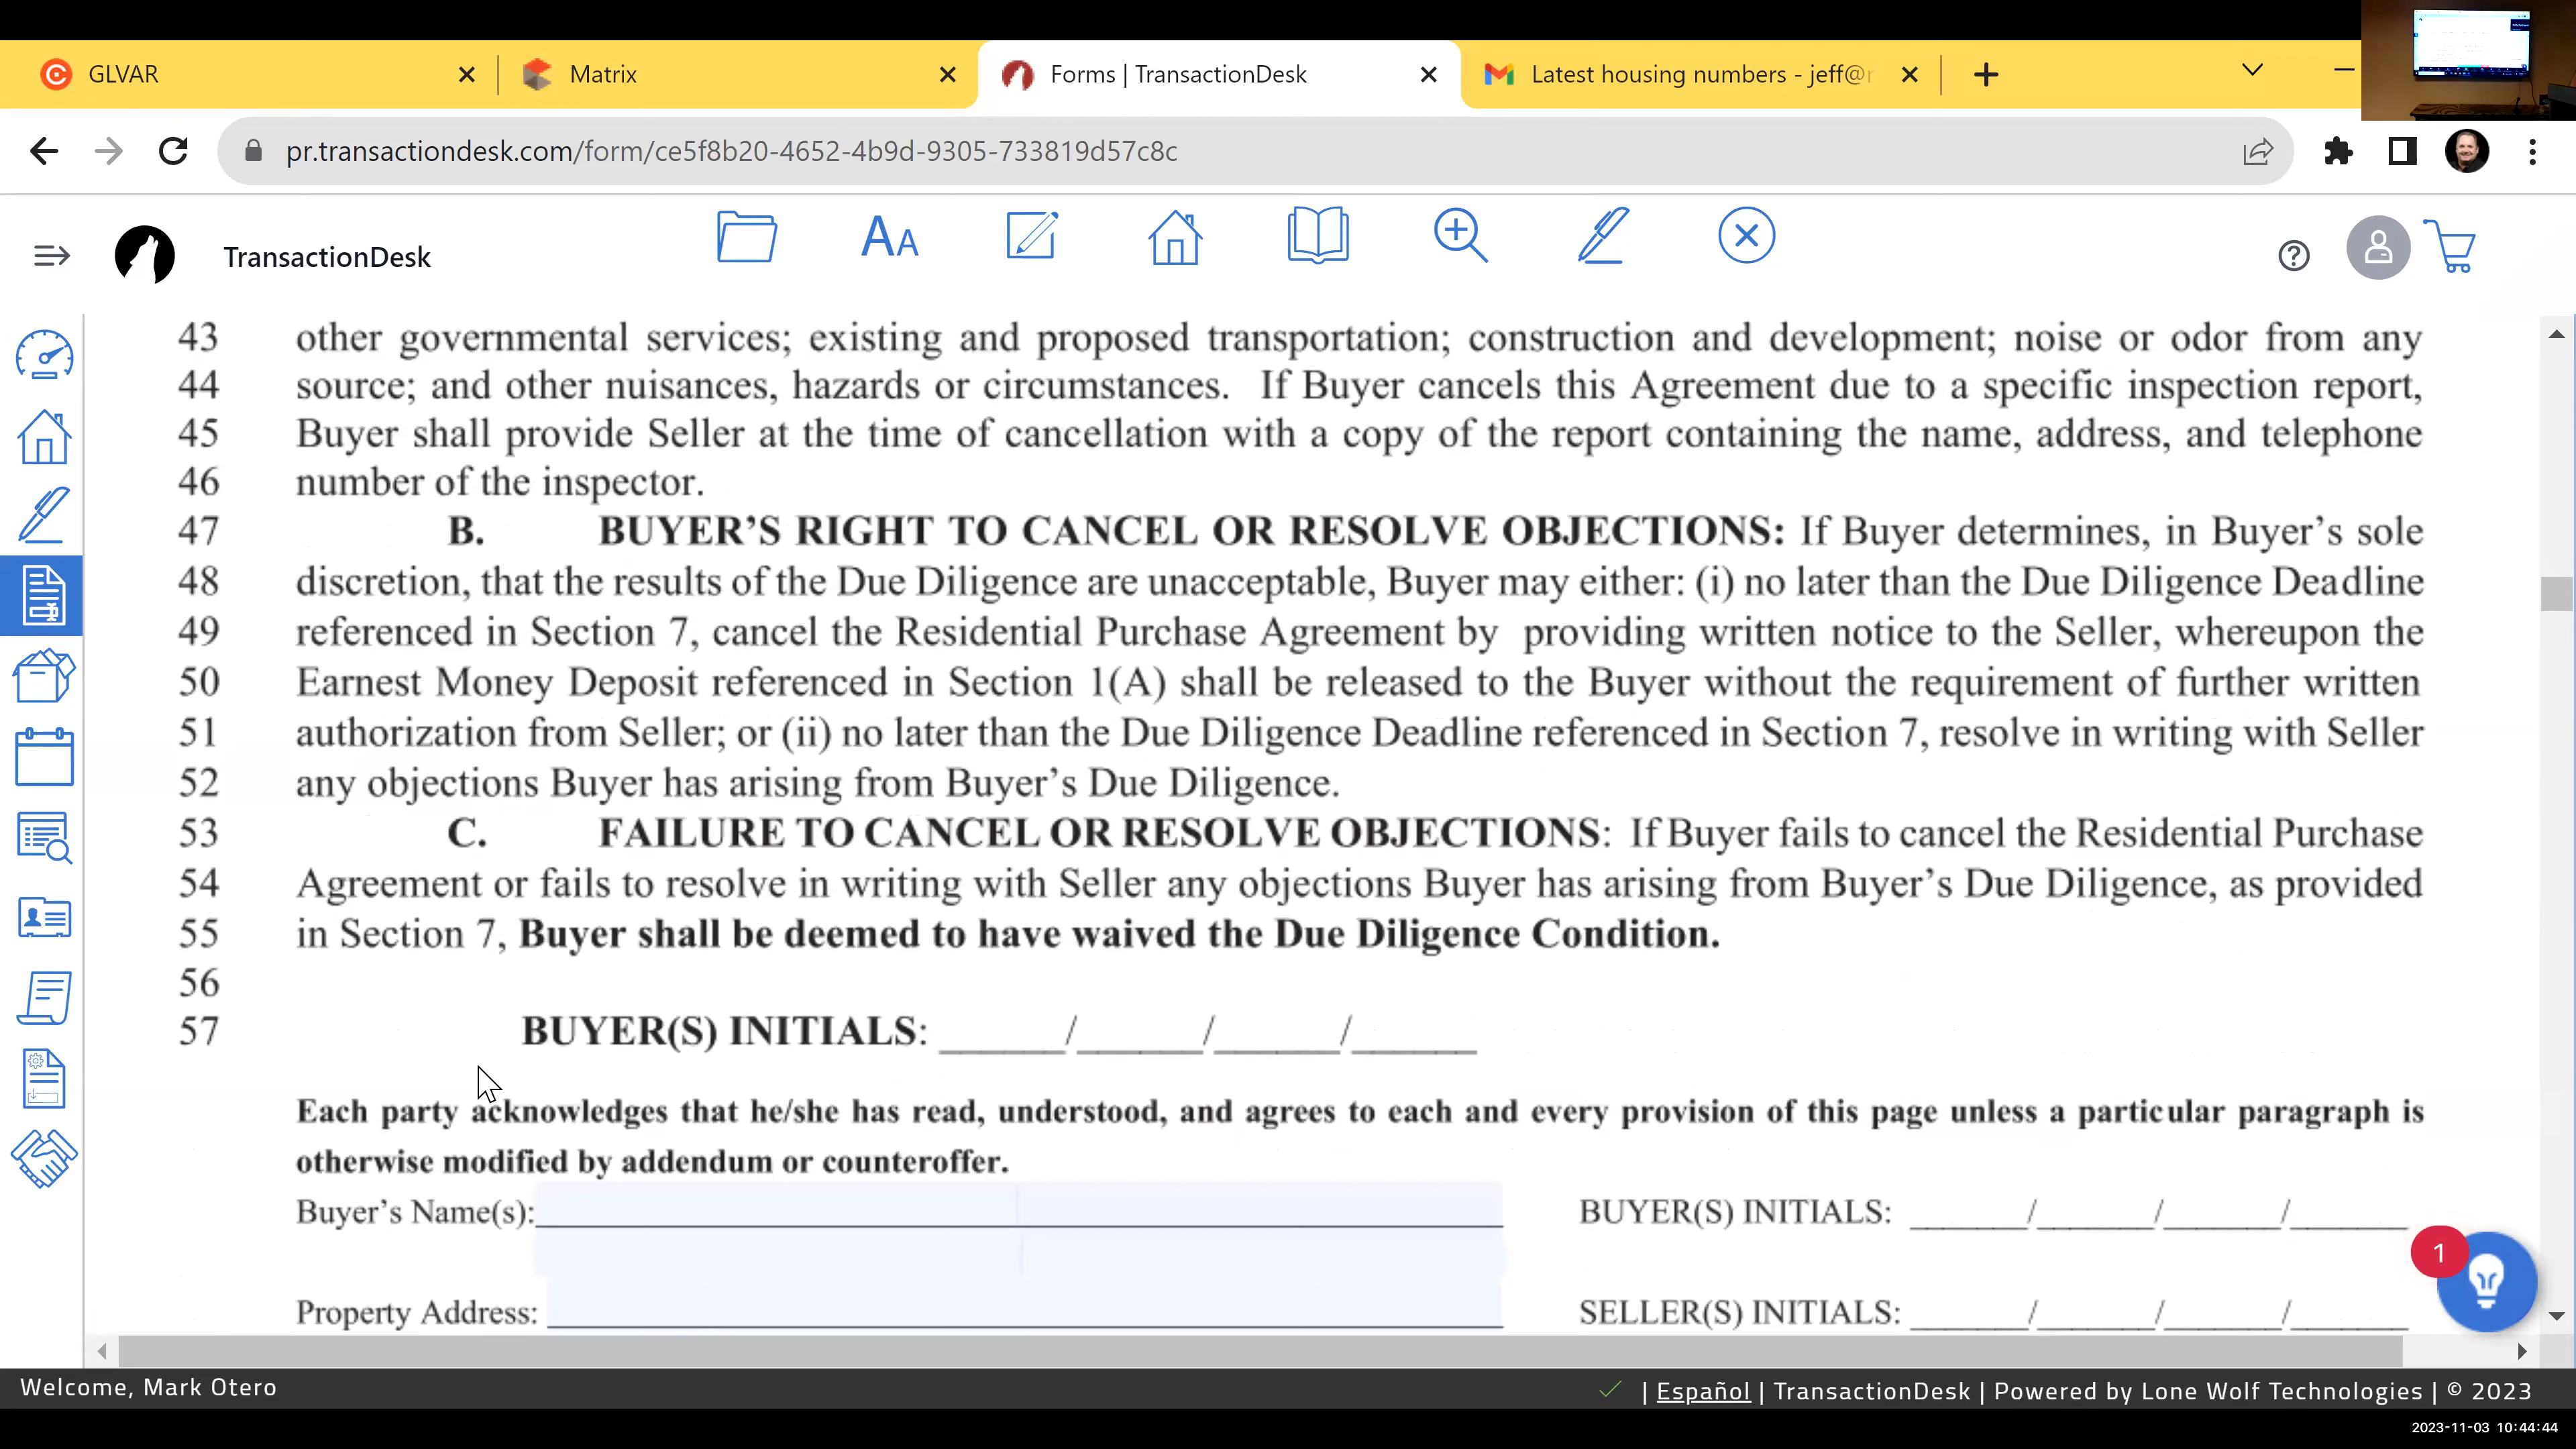 GLVAR
Matrix
Forms | TransactionDesk
Latest housing numbers - jeff@
pr.transactiondesk.com/form/ce5f8b20-4652-4b9d-9305-733819d57c8c
TransactionDesk
AA
43 other governmental services; existing and proposed transportation; construction and development; noise or odor from any
44 source; and other nuisances, hazards or circumstances. If Buyer cancels this Agreement due to a specific inspection report,
45 Buyer shall provide Seller at the time of cancellation with a copy of the report containing the name, address, and telephone
46 number of the inspector.
47 B. BUYER’S RIGHT TO CANCEL OR RESOLVE OBJECTIONS: If Buyer determines, in Buyer’s sole
48 discretion, that the results of the Due Diligence are unacceptable, Buyer may either: (i) no later than the Due Diligence Deadline
49 referenced in Section 7, cancel the Residential Purchase Agreement by providing written notice to the Seller, whereupon the
50 Earnest Money Deposit referenced in Section 1(A) shall be released to the Buyer without the requirement of further written
51 authorization from Seller; or (ii) no later than the Due Diligence Deadline referenced in Section 7, resolve in writing with Seller
52 any objections Buyer has arising from Buyer’s Due Diligence.
53 C. FAILURE TO CANCEL OR RESOLVE OBJECTIONS: If Buyer fails to cancel the Residential Purchase
54 Agreement or fails to resolve in writing with Seller any objections Buyer has arising from Buyer’s Due Diligence, as provided
55 in Section 7, Buyer shall be deemed to have waived the Due Diligence Condition.
56
57 BUYER(S) INITIALS: ______/______/______/______
Each party acknowledges that he/she has read, understood, and agrees to each and every provision of this page unless a particular paragraph is
otherwise modified by addendum or counteroffer.
Buyer’s Name(s): BUYER(S) INITIALS: ______/______/______/______
1
Property Address: SELLER(S) INITIALS: ______/______/______/______
Welcome, Mark Otero
| Español | TransactionDesk | Powered by Lone Wolf Technologies | © 2023
2023-11-03 10:44:44